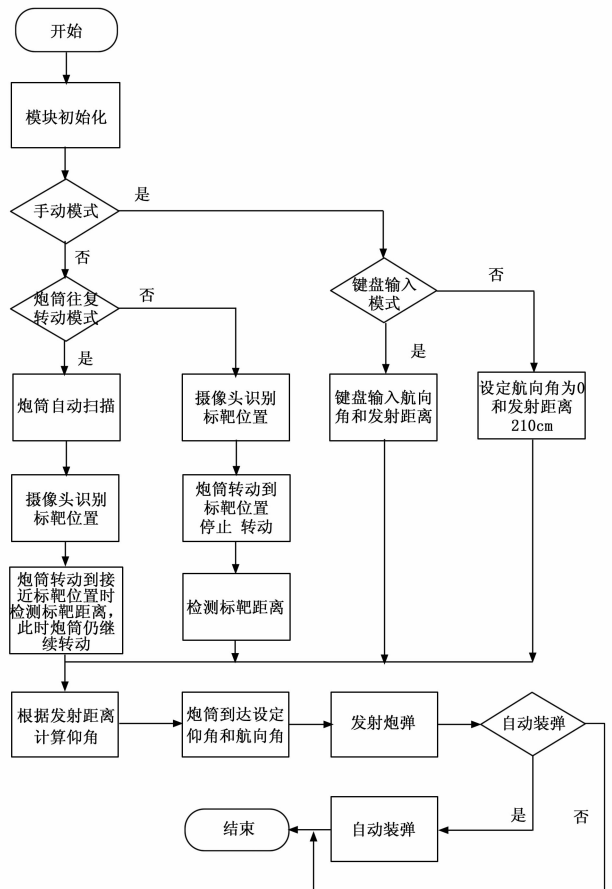 开始
模块初始化
手动模式
是
否
炮筒往复
转动模式
否
是
键盘输入
模式
否
是
炮筒自动扫描
摄像头识别
标靶位置
键盘输入航向
角和发射距离
设定航向角为0
和发射距离
210cm
摄像头识别
标靶位置
炮筒转动到
标靶位置
停止 转动
炮筒转动到接
近标靶位置时
检测标靶距离，
此时炮筒仍继
续转动
检测标靶距离
根据发射距离
计算仰角
炮筒到达设定
仰角和航向角
发射炮弹
自动装弹
是
否
自动装弹
结束